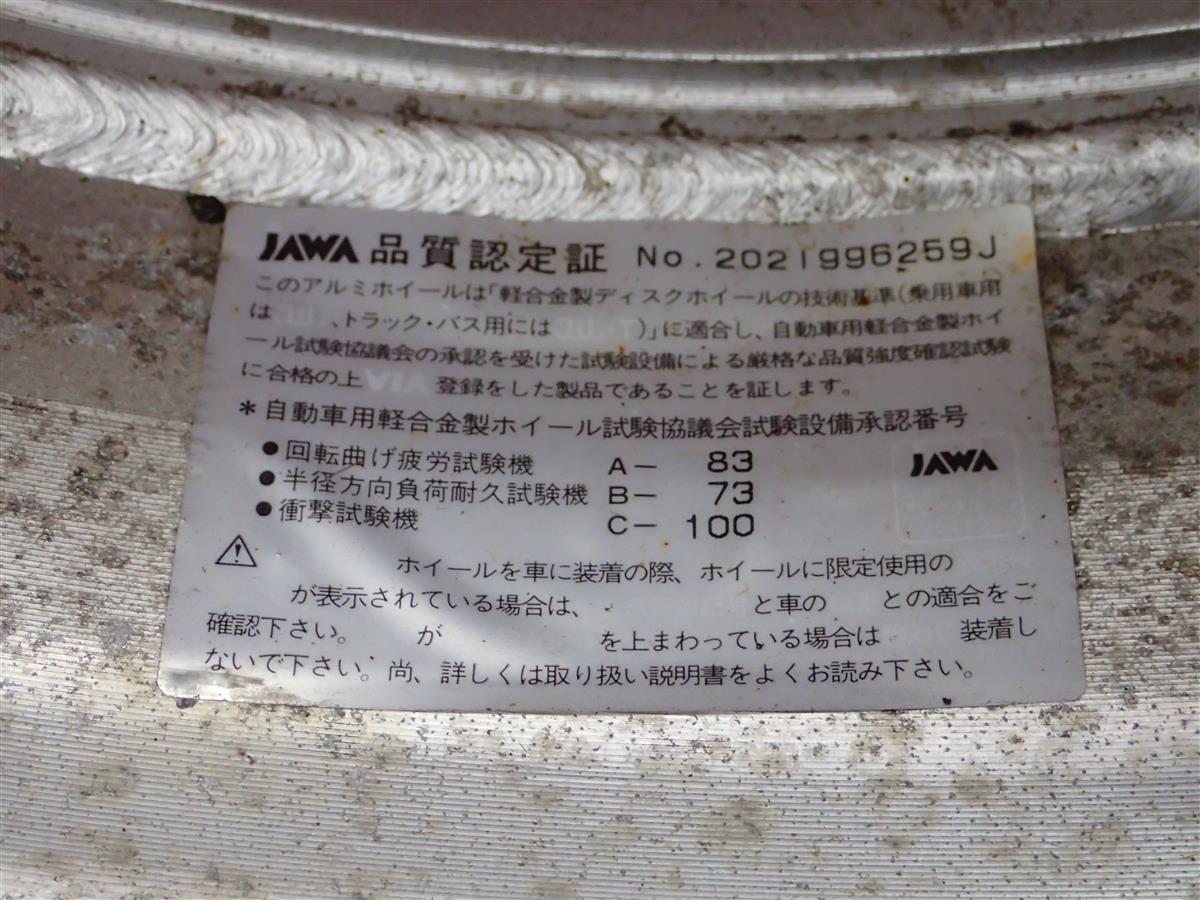 JAWA 品質認定証 No. 2021996259J
このアルミホイールは「軽合金製ディスクホイールの技術基準(乗用車用
は 、トラック・バス用には )」に適合し、自動車用軽合金製ホイ
ール試験協議会の承認を受けた試験設備による厳格な品質強度確認試験
に合格の上 登録をした製品であることを証します。
*自動車用軽合金製ホイール試験協議会試験設備承認番号
●回転曲げ疲労試験機 A- 83
●半径方向負荷耐久試験機 B- 73
●衝撃試験機 C- 100
JAWA
ホイールを車に装着の際、ホイールに限定使用の
が表示されている場合は、 と車の との適合をご
確認下さい。 が を上まわっている場合は 装着し
ないで下さい。尚、詳しくは取り扱い説明書をよくお読み下さい。